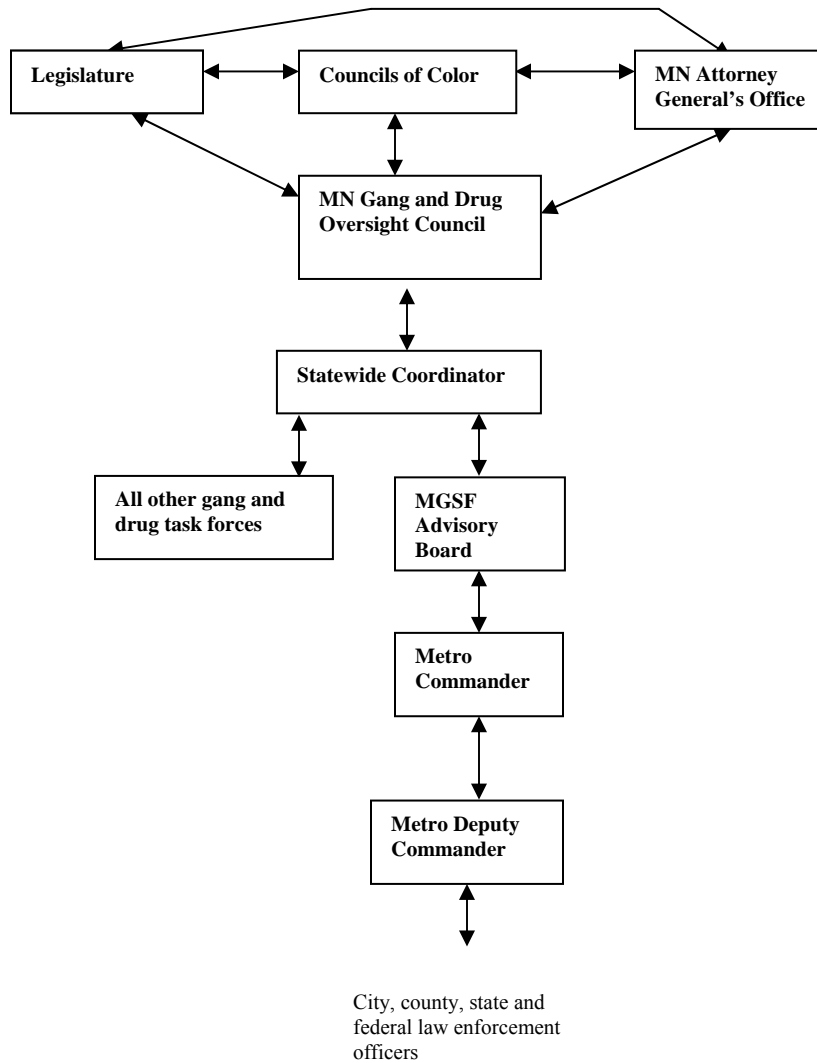 Legislature
Councils of Color
MN Attorney
General’s Office
MN Gang and Drug
Oversight Council
Statewide Coordinator
All other gang and
drug task forces
MGSF
Advisory
Board
Metro
Commander
Metro Deputy
Commander
City, county, state and
federal law enforcement
officers